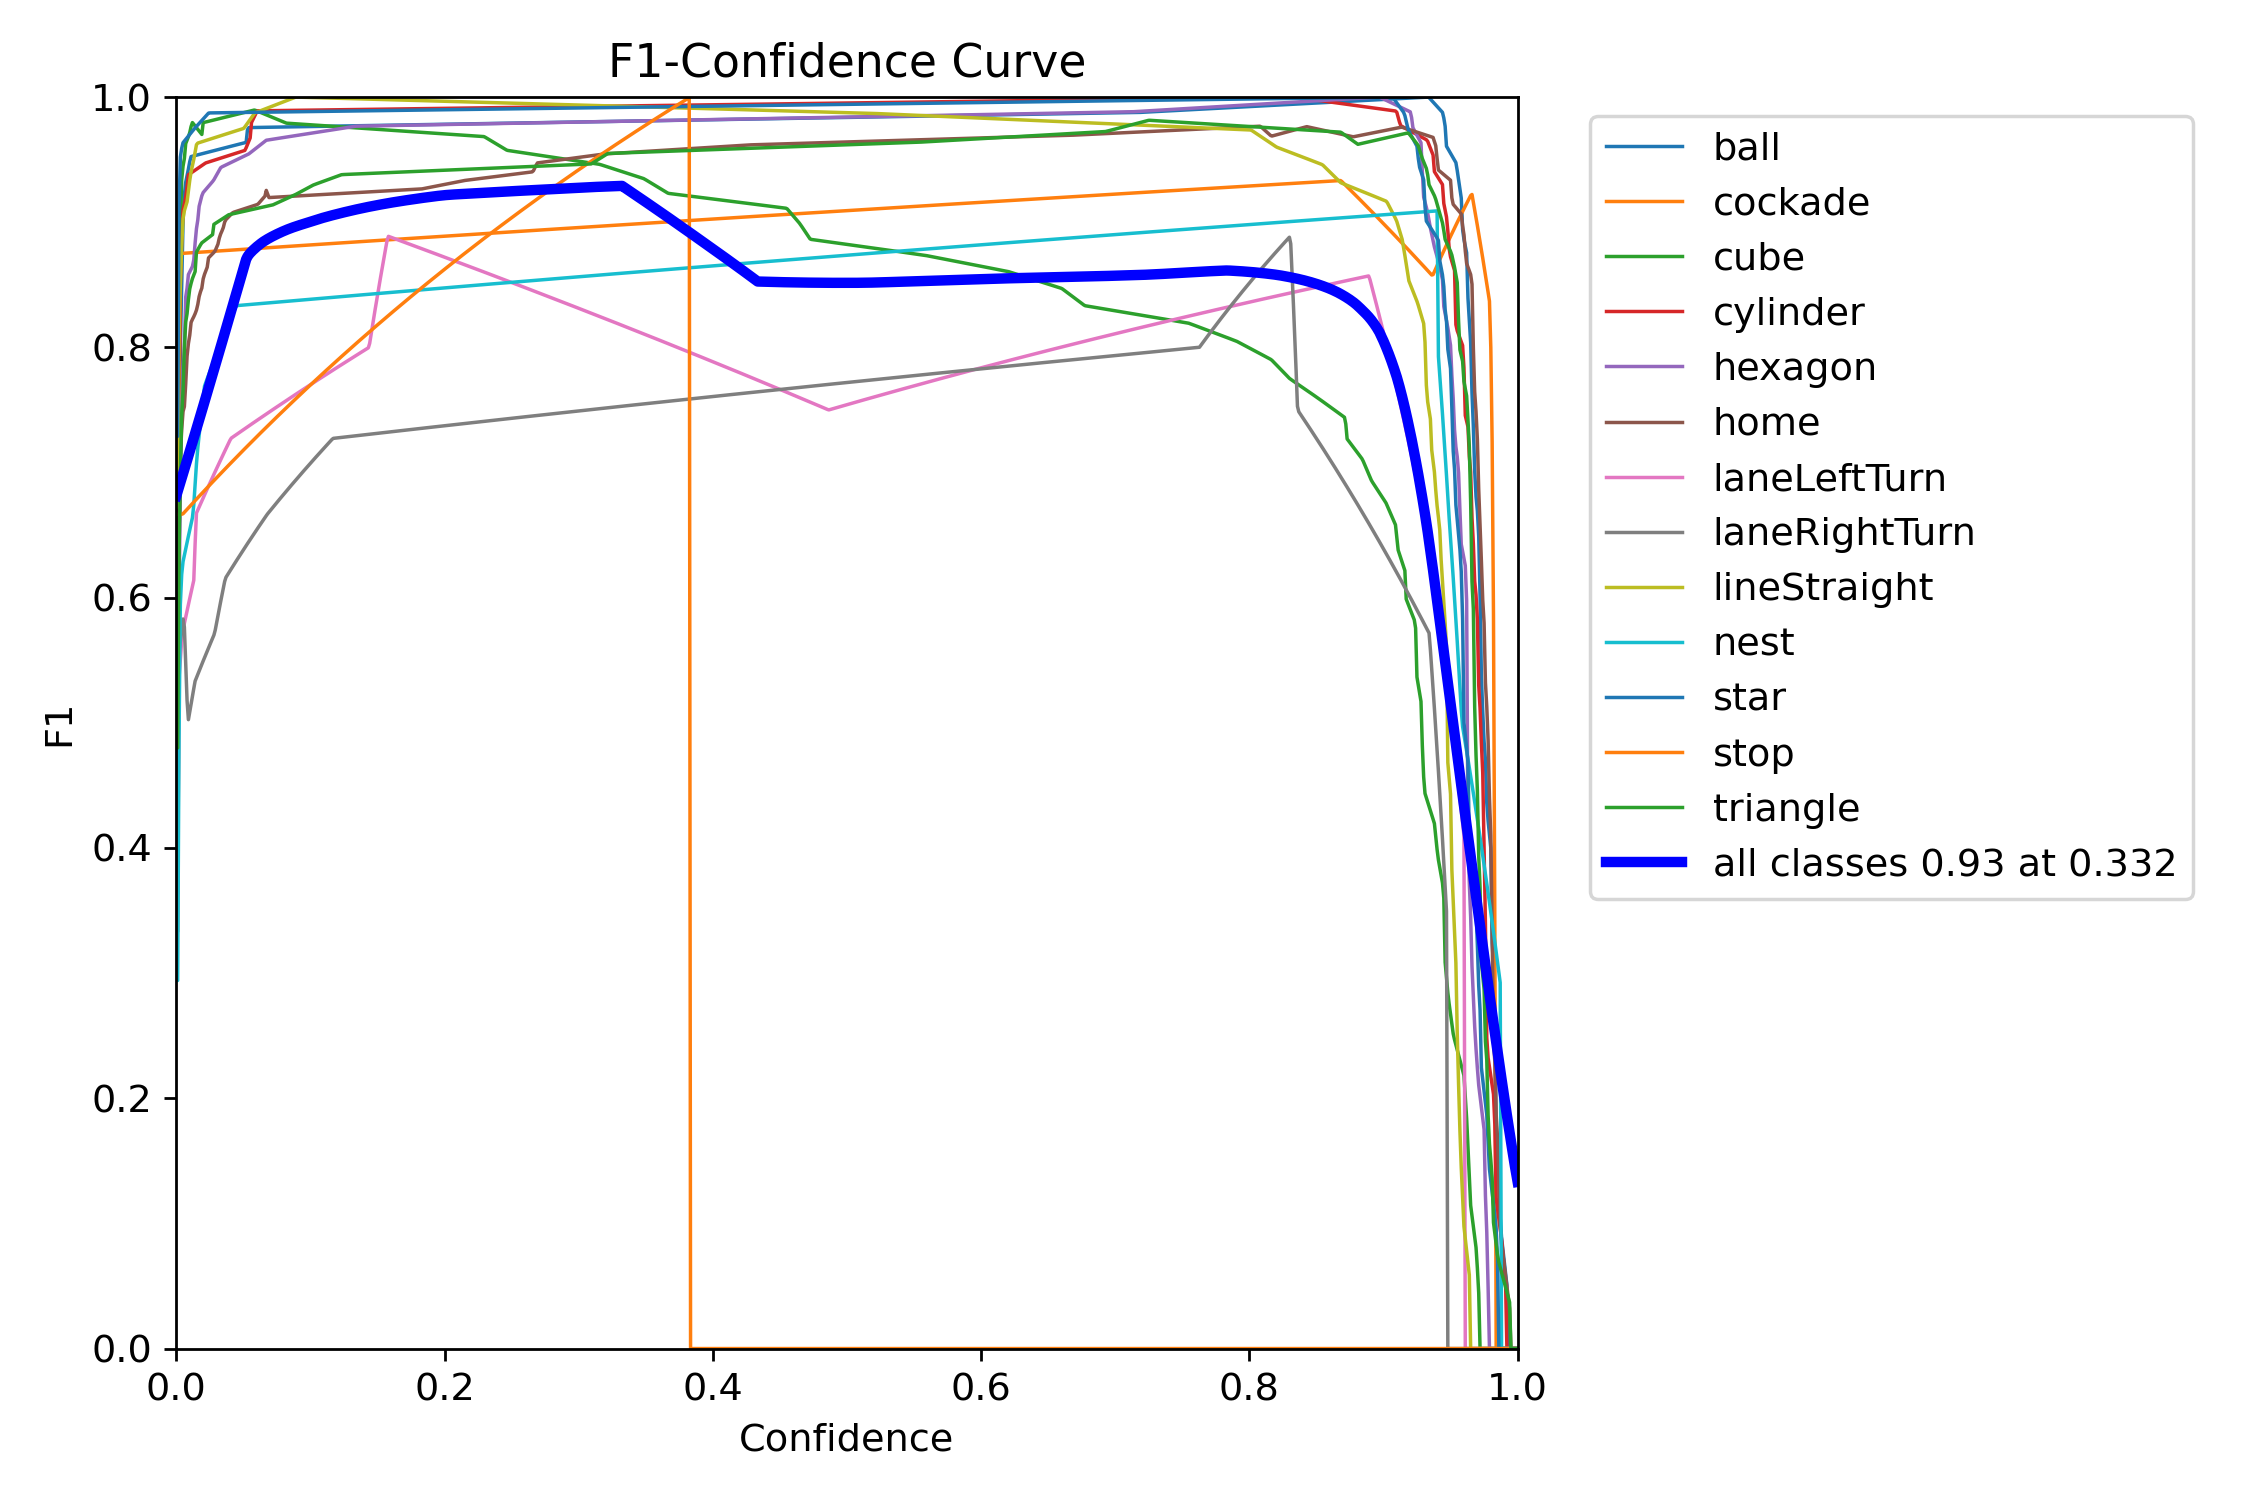 F1-Confidence Curve
1.0
0.8
0.6
0.4
0.2
0.0
F1
0.0 0.2 0.4 0.6 0.8 1.0
Confidence
ball
cockade
cube
cylinder
hexagon
home
laneLeftTurn
laneRightTurn
lineStraight
nest
star
stop
triangle
all classes 0.93 at 0.332